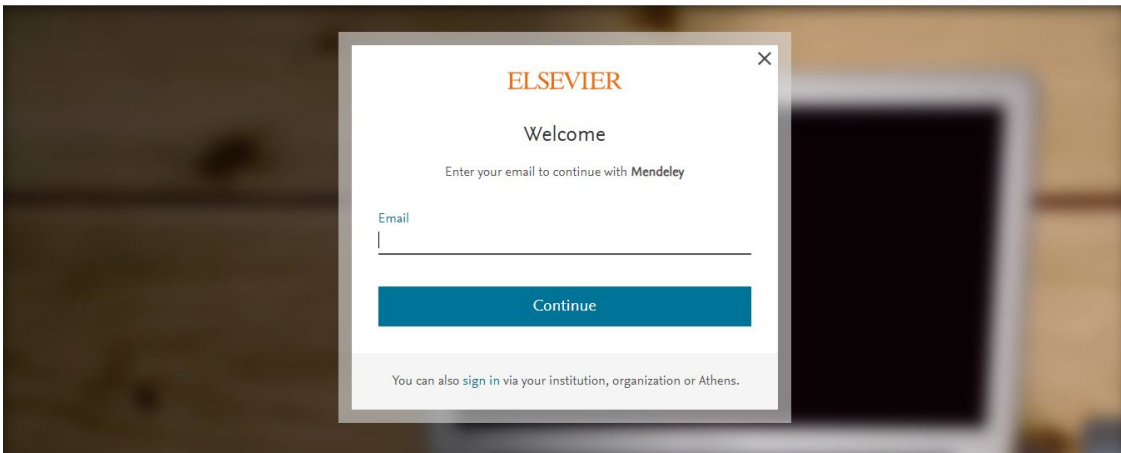 ELSEVIER
Welcome
Enter your email to continue with Mendeley
Email
Continue
You can also sign in via your institution, organization or Athens.